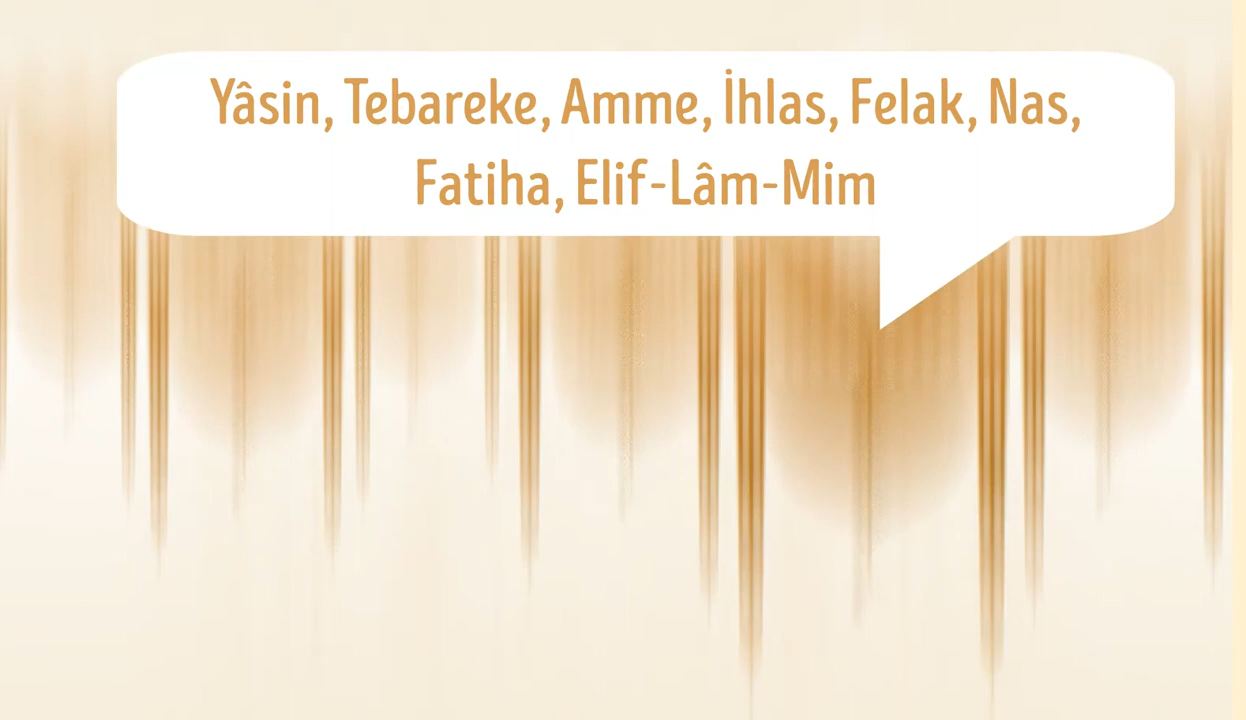 Yâsin, Tebareke, Amme, İhlas, Felak, Nas,
Fatiha, Elif-Lâm-Mim